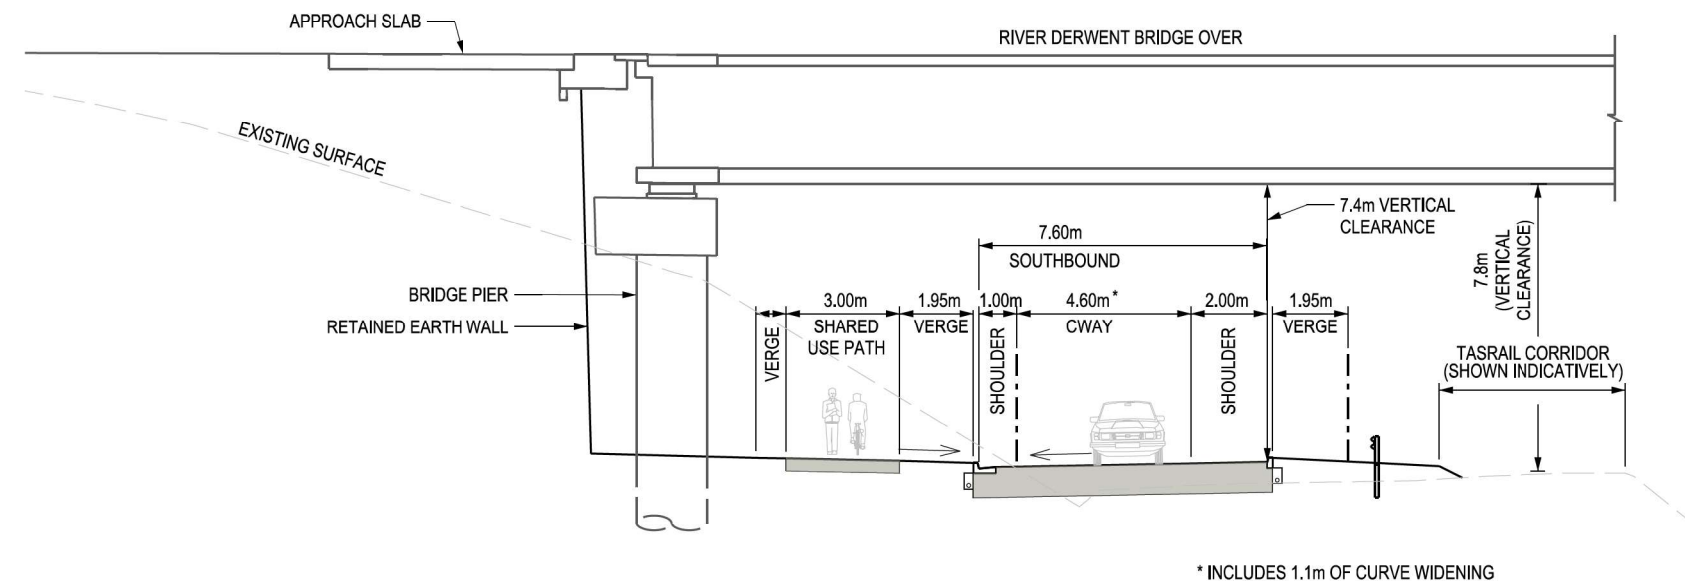 APPROACH SLAB
RIVER DERWENT BRIDGE OVER
EXISTING SURFACE
7.4m VERTICAL
CLEARANCE
7.8m
(VERTICAL
CLEARANCE)
7.60m
SOUTHBOUND
BRIDGE PIER
RETAINED EARTH WALL
VERGE
3.00m
SHARED
USE PATH
1.95m
VERGE
1.00m
SHOULDER
4.60m*
CWAY
2.00m
SHOULDER
1.95m
VERGE
TASRAIL CORRIDOR
(SHOWN INDICATIVELY)
* INCLUDES 1.1m OF CURVE WIDENING